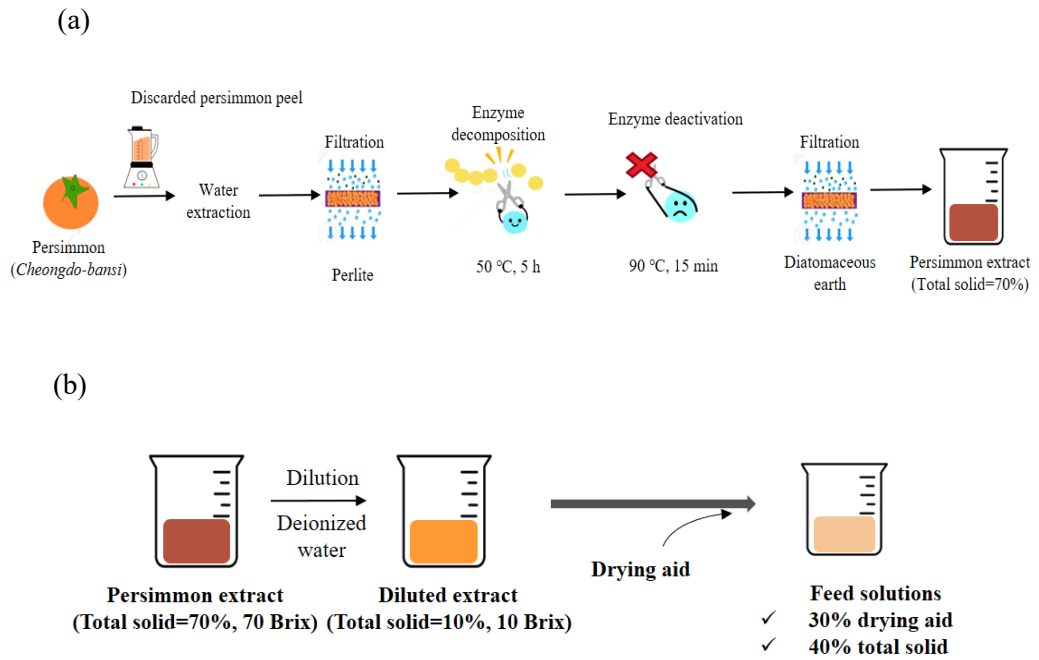 (a)
Discarded persimmon peel
Persimmon
(Cheongdo-bansi)
Water
extraction
Filtration
Perlite
Enzyme
decomposition
50 °C, 5 h
Enzyme deactivation
90 °C, 15 min
Filtration
Diatomaceous
earth
Persimmon extract
(Total solid=70%)
(b)
Persimmon extract
(Total solid=70%, 70 Brix)
Dilution
Deionized
water
Diluted extract
(Total solid=10%, 10 Brix)
Drying aid
Feed solutions
✓ 30% drying aid
✓ 40% total solid